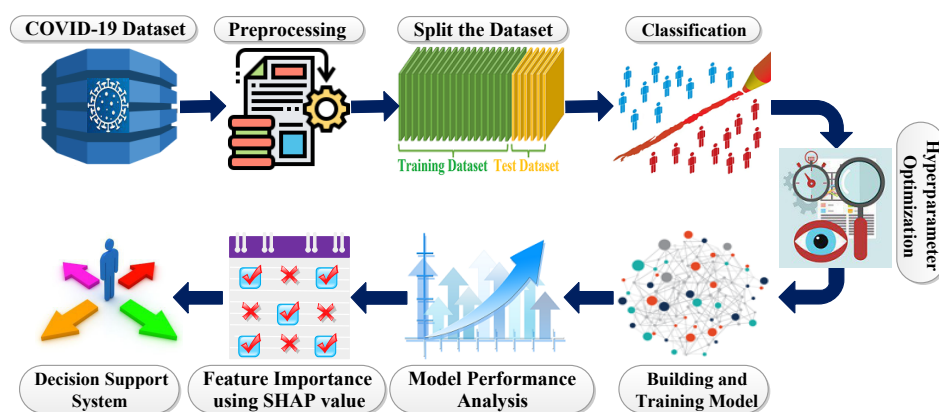 COVID-19 Dataset
Preprocessing
Split the Dataset
Classification
Training Dataset
Test Dataset
Hyperparameter
Optimization
Building and
Training Model
Model Performance
Analysis
Feature Importance
using SHAP value
Decision Support
System